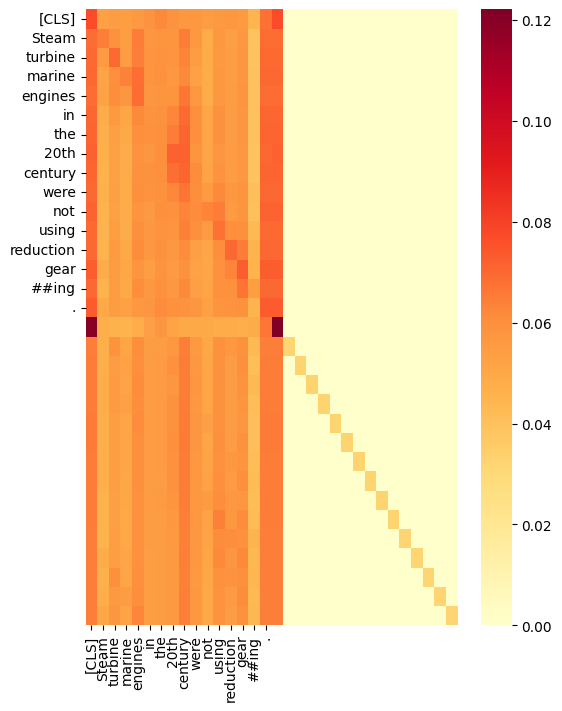 [CLS]
Steam
turbine
marine
engines
in
the
20th
century
were
not
using
reduction
gear
##ing
.
[CLS]
Steam
turbine
marine
engines
in
the
20th
century
were
not
using
reduction
gear
##ing
.
0.12
0.10
0.08
0.06
0.04
0.02
0.00